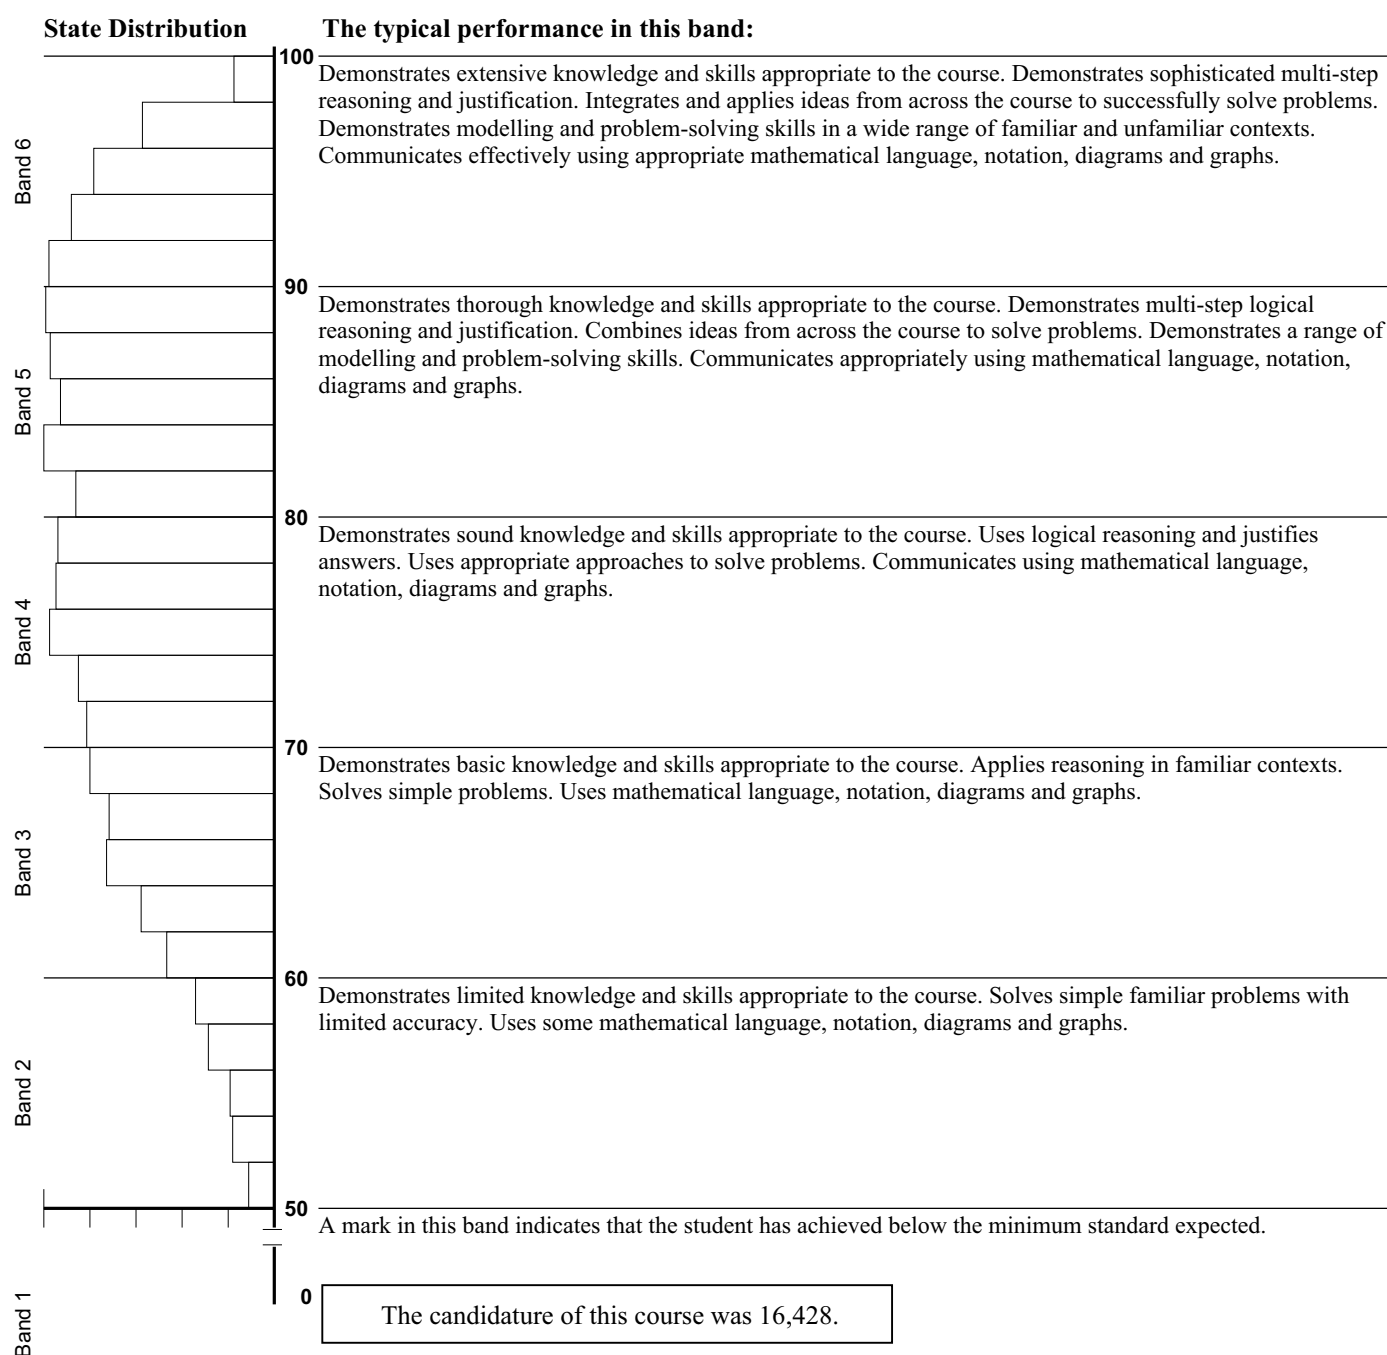 State Distribution
The typical performance in this band:
100
Demonstrates extensive knowledge and skills appropriate to the course. Demonstrates sophisticated multi-step
reasoning and justification. Integrates and applies ideas from across the course to successfully solve problems.
Demonstrates modelling and problem-solving skills in a wide range of familiar and unfamiliar contexts.
Communicates effectively using appropriate mathematical language, notation, diagrams and graphs.
Band 6
90
Demonstrates thorough knowledge and skills appropriate to the course. Demonstrates multi-step logical
reasoning and justification. Combines ideas from across the course to solve problems. Demonstrates a range of
modelling and problem-solving skills. Communicates appropriately using mathematical language, notation,
diagrams and graphs.
Band 5
80
Demonstrates sound knowledge and skills appropriate to the course. Uses logical reasoning and justifies
answers. Uses appropriate approaches to solve problems. Communicates using mathematical language,
notation, diagrams and graphs.
Band 4
70
Demonstrates basic knowledge and skills appropriate to the course. Applies reasoning in familiar contexts.
Solves simple problems. Uses mathematical language, notation, diagrams and graphs.
Band 3
60
Demonstrates limited knowledge and skills appropriate to the course. Solves simple familiar problems with
limited accuracy. Uses some mathematical language, notation, diagrams and graphs.
Band 2
50
A mark in this band indicates that the student has achieved below the minimum standard expected.
0
Band 1
The candidature of this course was 16,428.